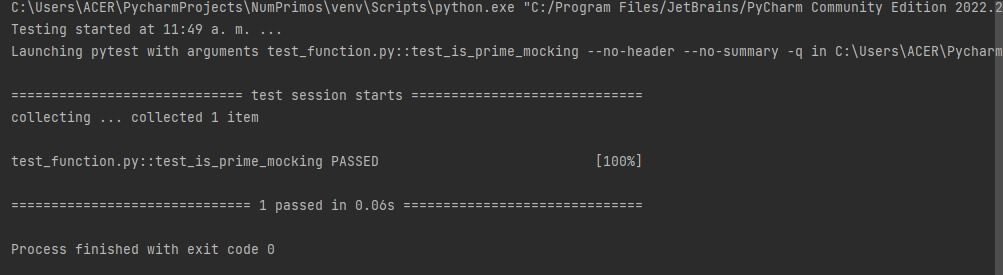 C:\Users\ACER\PycharmProjects\NumPrimos\venv\Scripts\python.exe "C:/Program Files/JetBrains/PyCharm Community Edition 2022.2
Testing started at 11:49 a. m. ...
Launching pytest with arguments test_function.py::test_is_prime_mocking --no-header --no-summary -q in C:\Users\ACER\Pycharm
============================= test session starts =============================
collecting ... collected 1 item
test_function.py::test_is_prime_mocking PASSED                           [100%]
============================== 1 passed in 0.06s ==============================
Process finished with exit code 0